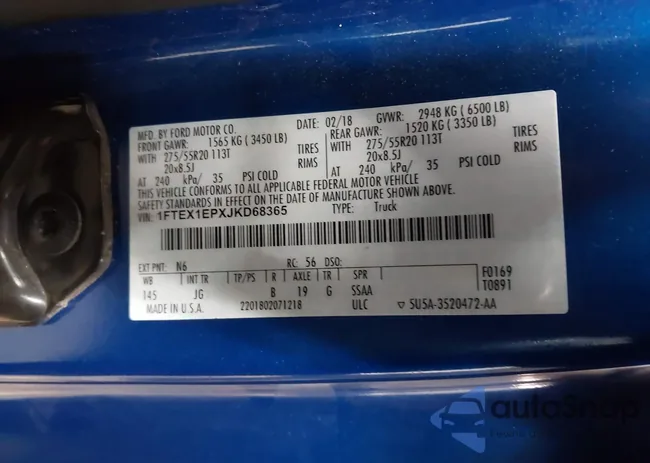 MFD. BY FORD MOTOR CO. DATE: 02/18 GVWR: 2948 KG ( 6500 LB)
FRONT GAWR: 1565 KG ( 3450 LB) REAR GAWR: 1520 KG ( 3350 LB)
WITH 275/55R20 113T TIRES WITH 275/55R20 113T TIRES
20x8.5J RIMS 20x8.5J RIMS
AT 240 kPa/ 35 PSI COLD AT 240 kPa/ 35 PSI COLD
THIS VEHICLE CONFORMS TO ALL APPLICABLE FEDERAL MOTOR VEHICLE
SAFETY STANDARDS IN EFFECT ON THE DATE OF MANUFACTURE SHOWN ABOVE.
VIN: 1FTEX1EPXJKD68365 TYPE: Truck
EXT PNT: N6 RC: 56 DSO: F0169
WB INT TR TP/PS R AXLE TR SPR T0891
145 JG B 19 G SSAA
MADE IN U.S.A. 2201802071218 ULC 5U5A-3520472-AA
autoSnap